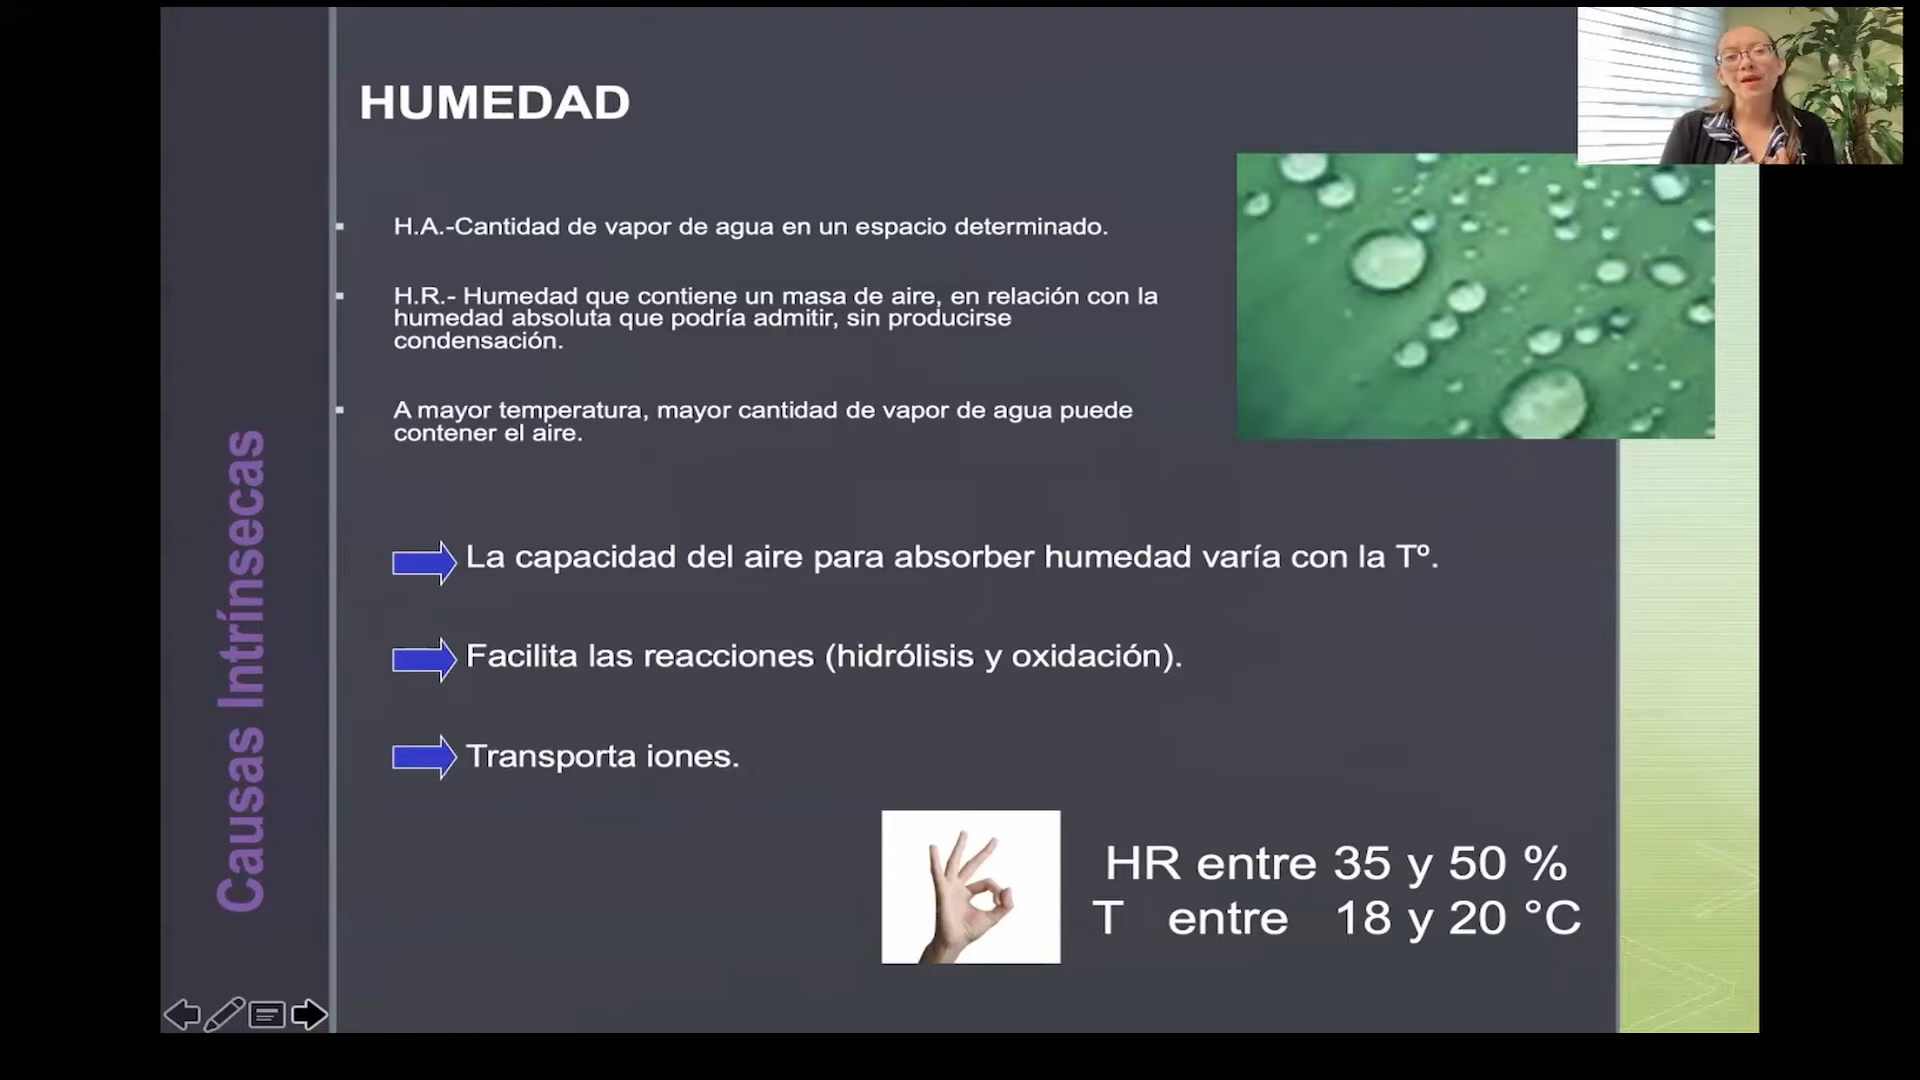 HUMEDAD
H.A.-Cantidad de vapor de agua en un espacio determinado.
H.R.- Humedad que contiene un masa de aire, en relación con la
humedad absoluta que podría admitir, sin producirse
condensación.
A mayor temperatura, mayor cantidad de vapor de agua puede
contener el aire.
La capacidad del aire para absorber humedad varía con la Tº.
Facilita las reacciones (hidrólisis y oxidación).
Transporta iones.
HR entre 35 y 50 %
T entre 18 y 20 °C
Causas Intrínsecas